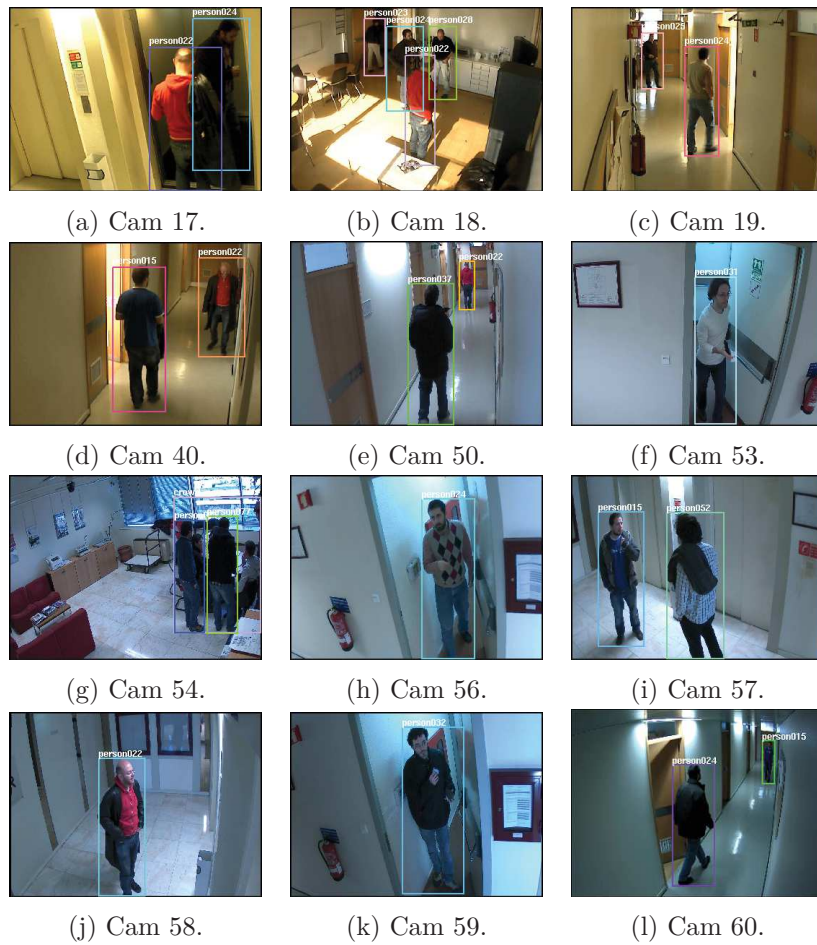 person024
person022
(a) Cam 17.
person023
person024
person028
person022
(b) Cam 18.
person024
(c) Cam 19.
person015
person022
(d) Cam 40.
person037
person022
(e) Cam 50.
person031
(f) Cam 53.
person077
(g) Cam 54.
person024
(h) Cam 56.
person015
person052
(i) Cam 57.
person022
(j) Cam 58.
person032
(k) Cam 59.
person015
person024
(l) Cam 60.